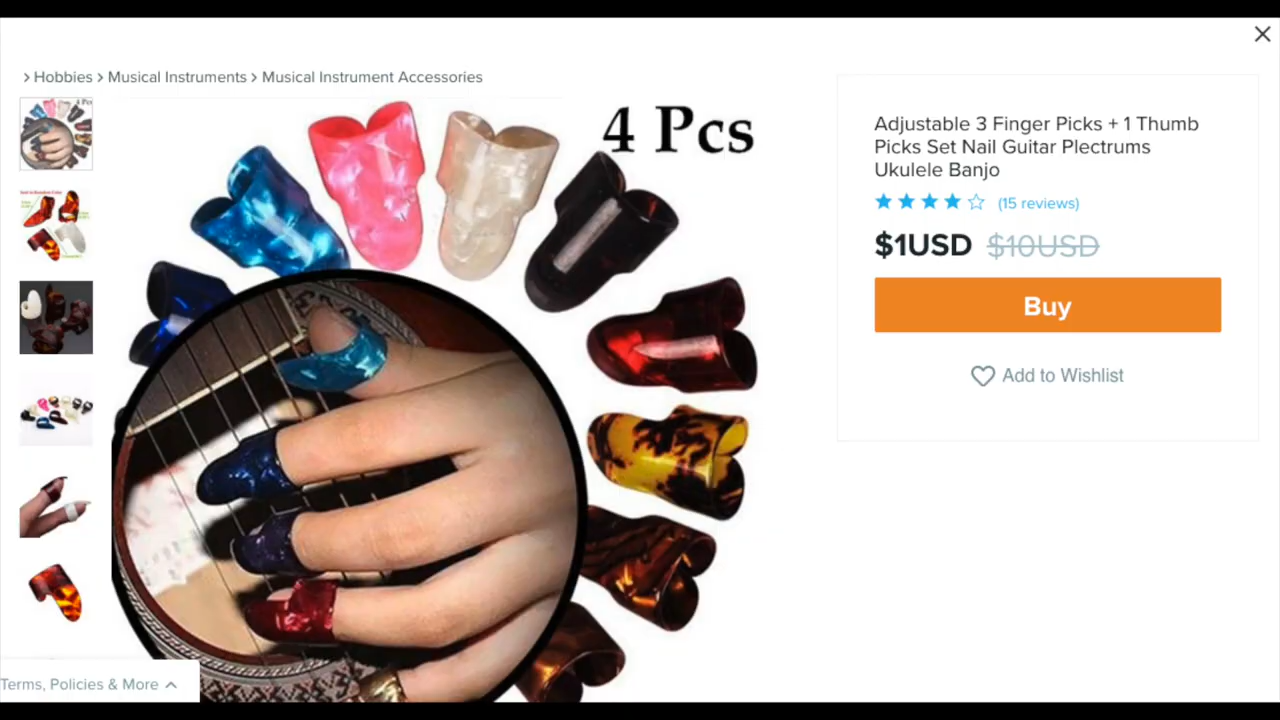 > Hobbies > Musical Instruments > Musical Instrument Accessories
4 Pcs
Adjustable 3 Finger Picks + 1 Thumb
Picks Set Nail Guitar Plectrums
Ukulele Banjo
(15 reviews)
$1USD $10USD
Buy
Add to Wishlist
Terms, Policies & More